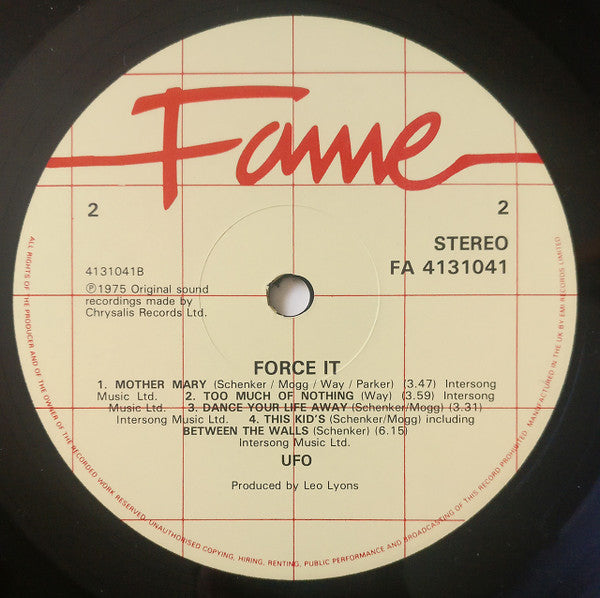 Fame
2
2
STEREO
FA 4131041
4131041B
Ⓟ1975 Original sound
recordings made by
Chrysalis Records Ltd.
FORCE IT
1. MOTHER MARY (Schenker / Mogg / Way / Parker) (3.47) Intersong
Music Ltd. 2. TOO MUCH OF NOTHING (Way) (3.59) Intersong
Music Ltd. 3. DANCE YOUR LIFE AWAY (Schenker/Mogg) (3.31)
Intersong Music Ltd. 4. THIS KID'S (Schenker/Mogg) including
BETWEEN THE WALLS (Schenker) (6.15)
Intersong Music Ltd.
UFO
Produced by Leo Lyons
ALL RIGHTS OF THE PRODUCER AND OF THE OWNER OF THE RECORDED WORK RESERVED. UNAUTHORISED COPYING, HIRING, RENTING, PUBLIC PERFORMANCE AND BROADCASTING OF THIS RECORD PROHIBITED. MANUFACTURED IN THE UK BY EMI RECORDS LIMITED